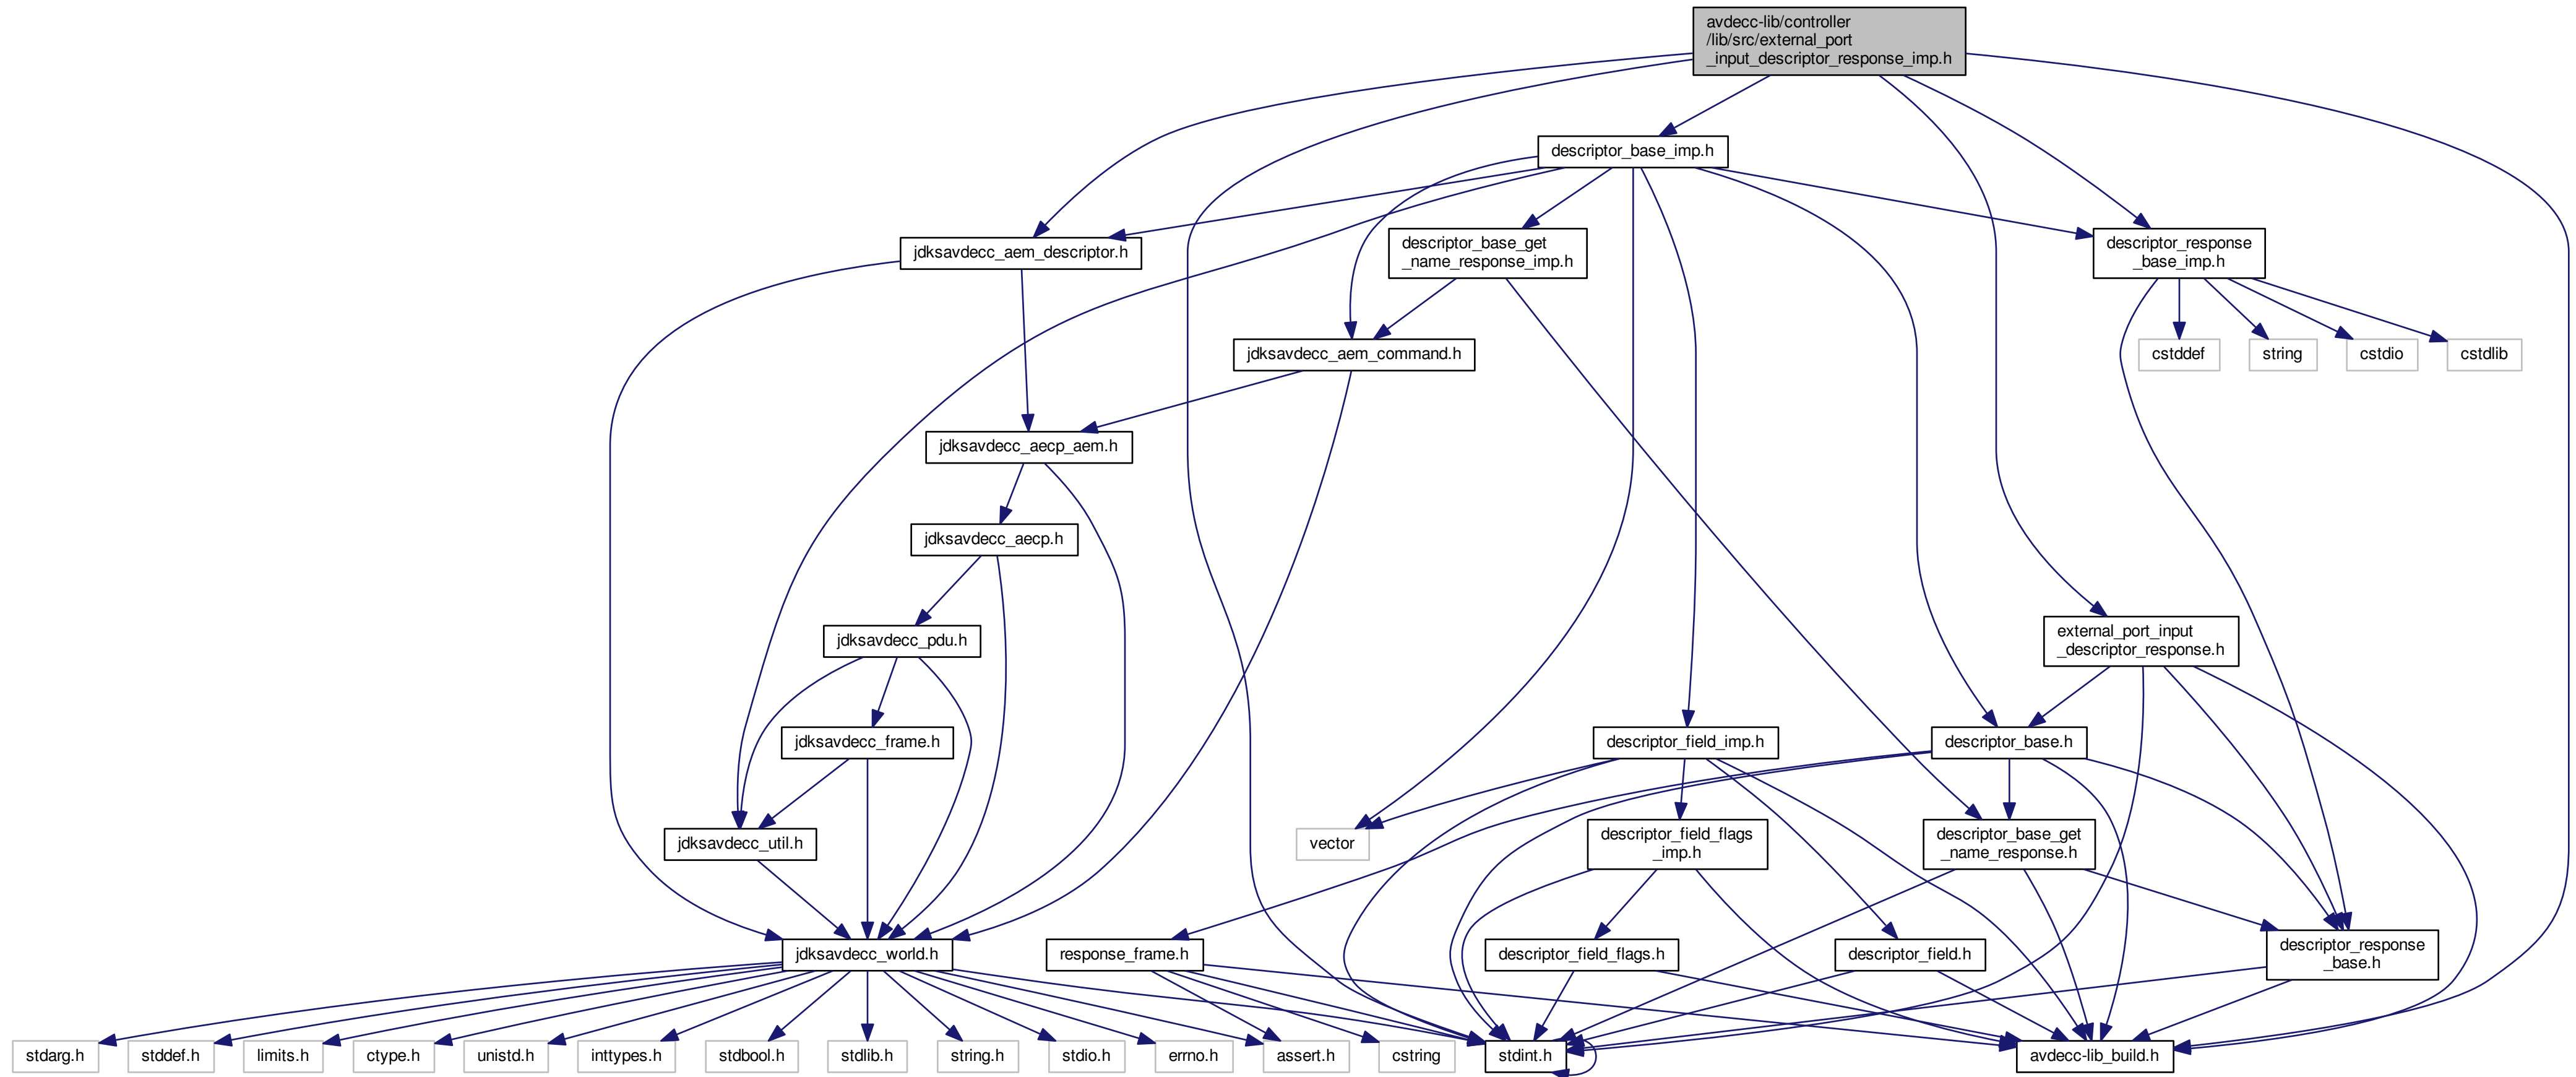 avdecc-lib/controller
/lib/src/external_port
_input_descriptor_response_imp.h
descriptor_base_imp.h
jdksavdecc_aem_descriptor.h
descriptor_base_get
_name_response_imp.h
descriptor_response
_base_imp.h
jdksavdecc_aem_command.h
cstddef
string
cstdio
cstdlib
jdksavdecc_aecp_aem.h
jdksavdecc_aecp.h
jdksavdecc_pdu.h
external_port_input
_descriptor_response.h
jdksavdecc_frame.h
descriptor_field_imp.h
descriptor_base.h
jdksavdecc_util.h
vector
descriptor_field_flags
_imp.h
descriptor_base_get
_name_response.h
jdksavdecc_world.h
response_frame.h
descriptor_field_flags.h
descriptor_field.h
descriptor_response
_base.h
stdarg.h
stddef.h
limits.h
ctype.h
unistd.h
inttypes.h
stdbool.h
stdlib.h
string.h
stdio.h
errno.h
assert.h
cstring
stdint.h
avdecc-lib_build.h